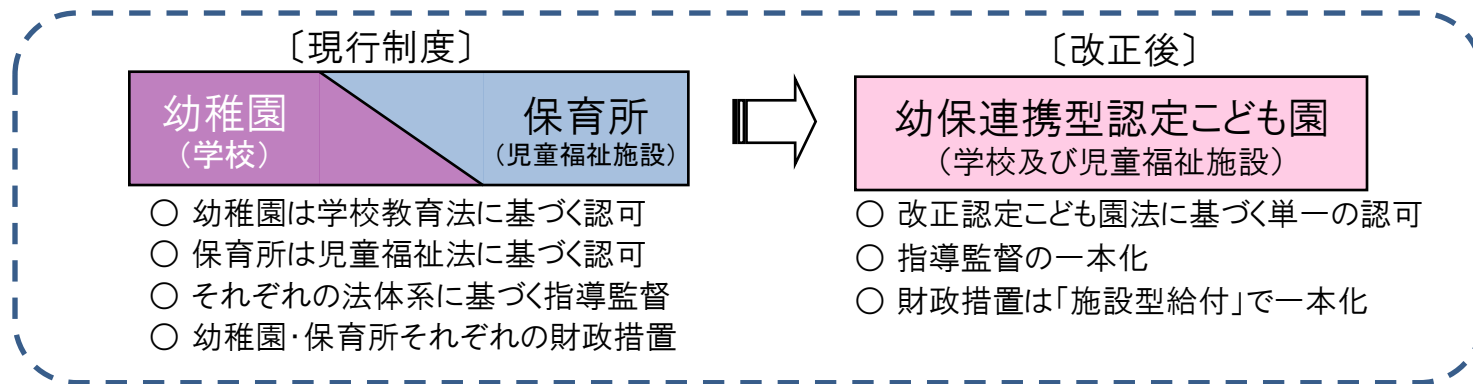 〔現行制度〕
幼稚園
（学校）
保育所
（児童福祉施設）
○ 幼稚園は学校教育法に基づく認可
○ 保育所は児童福祉法に基づく認可
○ それぞれの法体系に基づく指導監督
○ 幼稚園・保育所それぞれの財政措置
〔改正後〕
幼保連携型認定こども園
（学校及び児童福祉施設）
○ 改正認定こども園法に基づく単一の認可
○ 指導監督の一本化
○ 財政措置は「施設型給付」で一本化